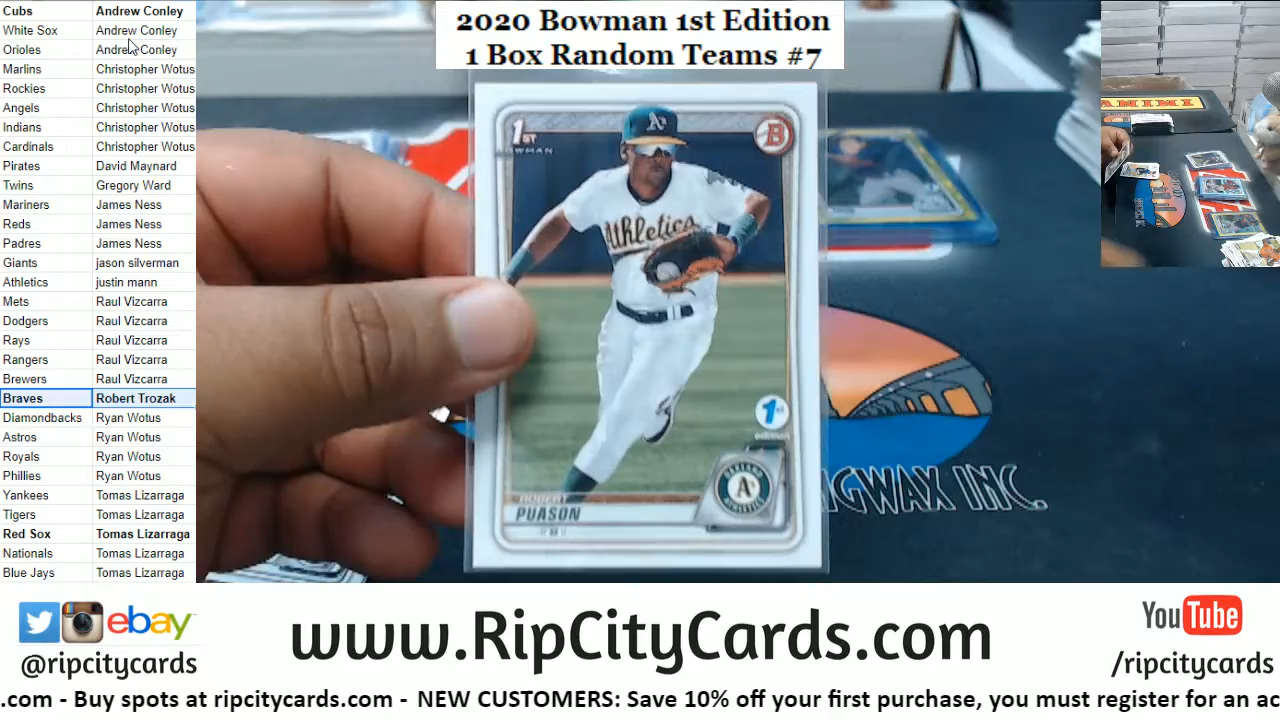 2020 Bowman 1st Edition
1 Box Random Teams #7
Cubs Andrew Conley
White Sox Andrew Conley
Orioles Andrew Conley
Marlins Christopher Wotus
Rockies Christopher Wotus
Angels Christopher Wotus
Indians Christopher Wotus
Cardinals Christopher Wotus
Pirates David Maynard
Twins Gregory Ward
Mariners James Ness
Reds James Ness
Padres James Ness
Giants jason silverman
Athletics justin mann
Mets Raul Vizcarra
Dodgers Raul Vizcarra
Rays Raul Vizcarra
Rangers Raul Vizcarra
Brewers Raul Vizcarra
Braves Robert Trozak
Diamondbacks Ryan Wotus
Astros Ryan Wotus
Royals Ryan Wotus
Phillies Ryan Wotus
Yankees Tomas Lizarraga
Tigers Tomas Lizarraga
Red Sox Tomas Lizarraga
Nationals Tomas Lizarraga
Blue Jays Tomas Lizarraga
1ST
BOWMAN
B
A's
Athletics
1st
edition
A's
ROBERT
PUASON
GWAX INC.
ebay
@ripcitycards
www.RipCityCards.com
YouTube
/ripcitycards
.com - Buy spots at ripcitycards.com - NEW CUSTOMERS: Save 10% off your first purchase, you must register for an ac